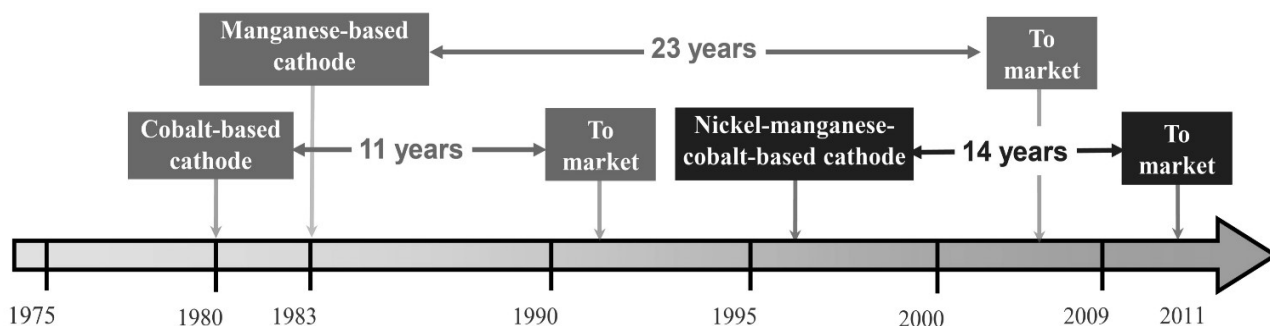 Manganese-based
cathode
23 years
To
market
Cobalt-based
cathode
11 years
To
market
Nickel-manganese-
cobalt-based cathode
14 years
To
market
1975
1980
1983
1990
1995
2000
2009
2011